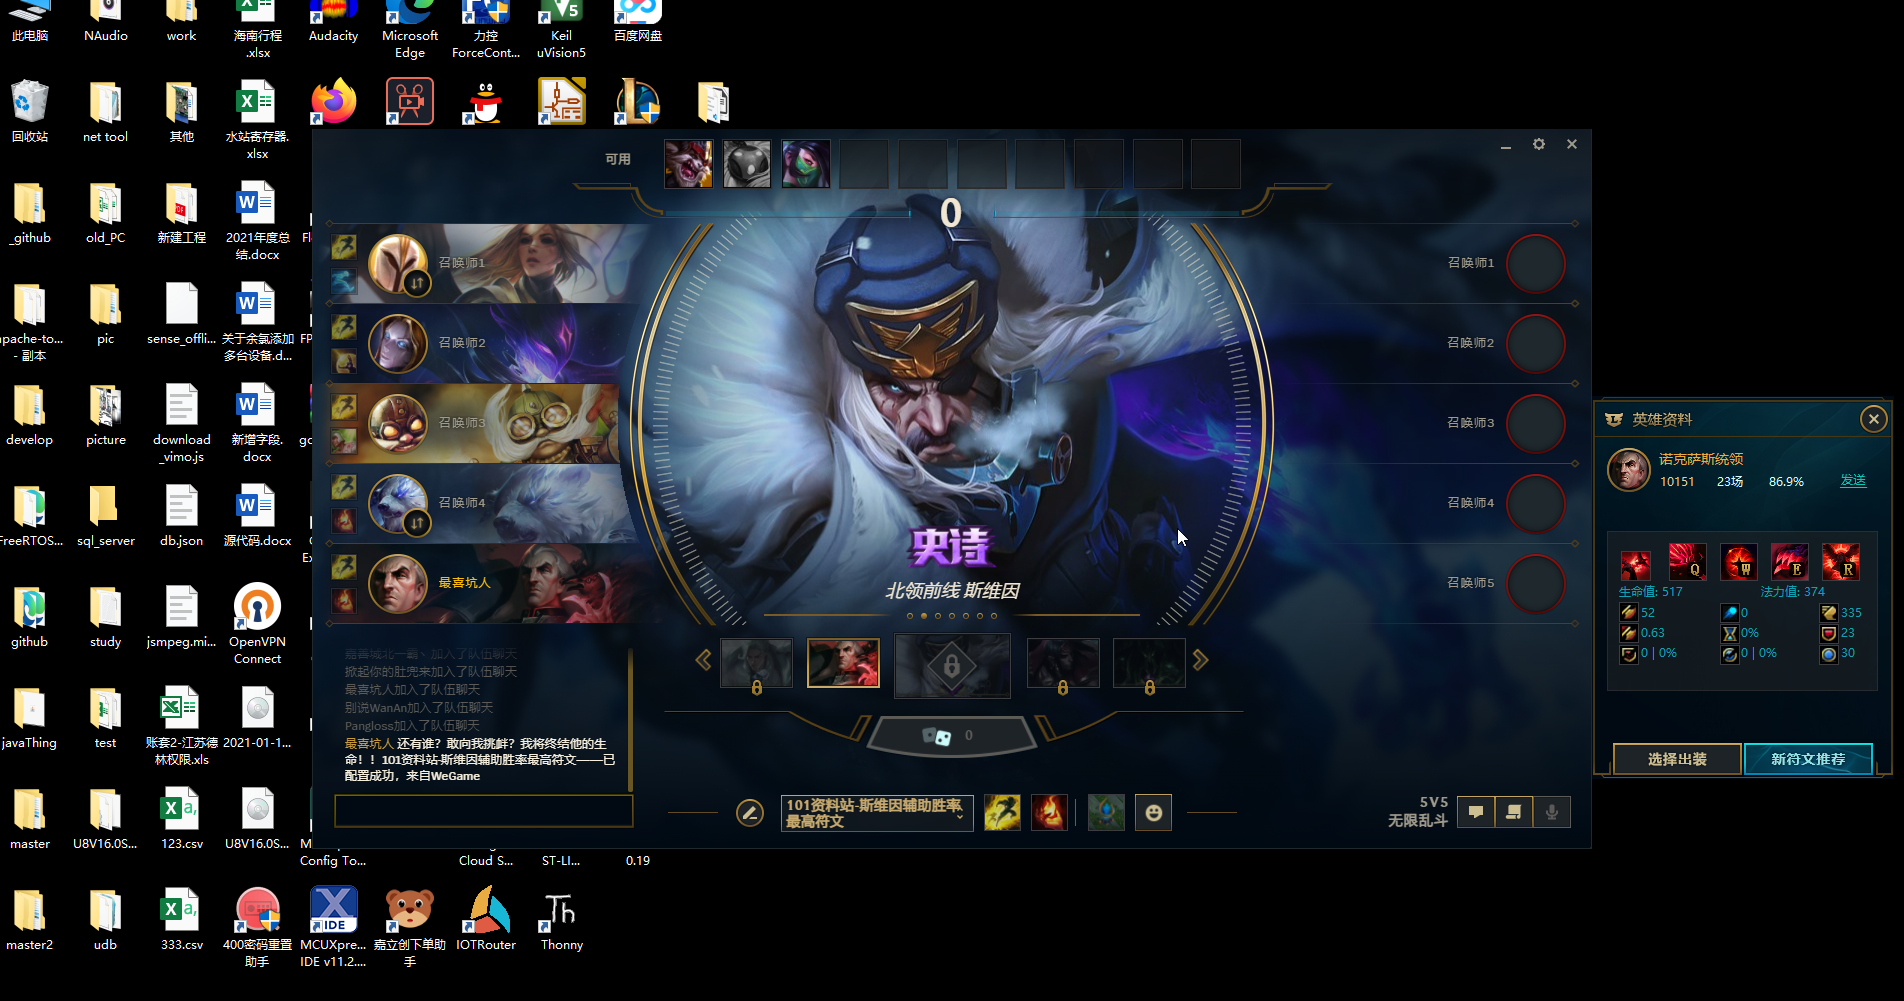 此电脑
NAudio
work
海南行程
.xlsx
Audacity
Microsoft
Edge
力控
ForceCont...
Keil
uVision5
百度网盘
回收站
net tool
其他
水站寄存器.
xlsx
_github
old_PC
新建工程
2021年度总
结.docx
pache-to...
- 副本
pic
sense_offli...
关于余氯添加
多台设备.d...
develop
picture
download
_vimo.js
新增字段.
docx
FreeRTOS...
sql_server
db.json
源代码.docx
github
study
jsmpeg.mi...
OpenVPN
Connect
javaThing
test
账套2-江苏德
林权限.xls
2021-01-1...
master
U8V16.0S...
123.csv
U8V16.0S...
Config To...
Cloud S...
ST-LI...
0.19
master2
udb
333.csv
400密码重置
助手
MCUXpre...
IDE v11.2....
嘉立创下单助
手
IOTRouter
Thonny
可用
0
召唤师1
召唤师2
召唤师3
召唤师4
最喜坑人
史诗
北领前线 斯维因
召唤师1
召唤师2
召唤师3
召唤师4
召唤师5
掀起你的肚兜来加入了队伍聊天
最喜坑人加入了队伍聊天
别说WanAn加入了队伍聊天
Pangloss加入了队伍聊天
最喜坑人 还有谁？敢向我挑衅？我将终结他的生
命！！101资料站-斯维因辅助胜率最高符文——已
配置成功，来自WeGame
0
101资料站-斯维因辅助胜率
最高符文
5V5
无限乱斗
英雄资料
诺克萨斯统领
10151 23场 86.9% 发送
Q W E R
生命值: 517 法力值: 374
52 0 335
0.63 0% 23
0 | 0% 0 | 0% 30
选择出装 新符文推荐